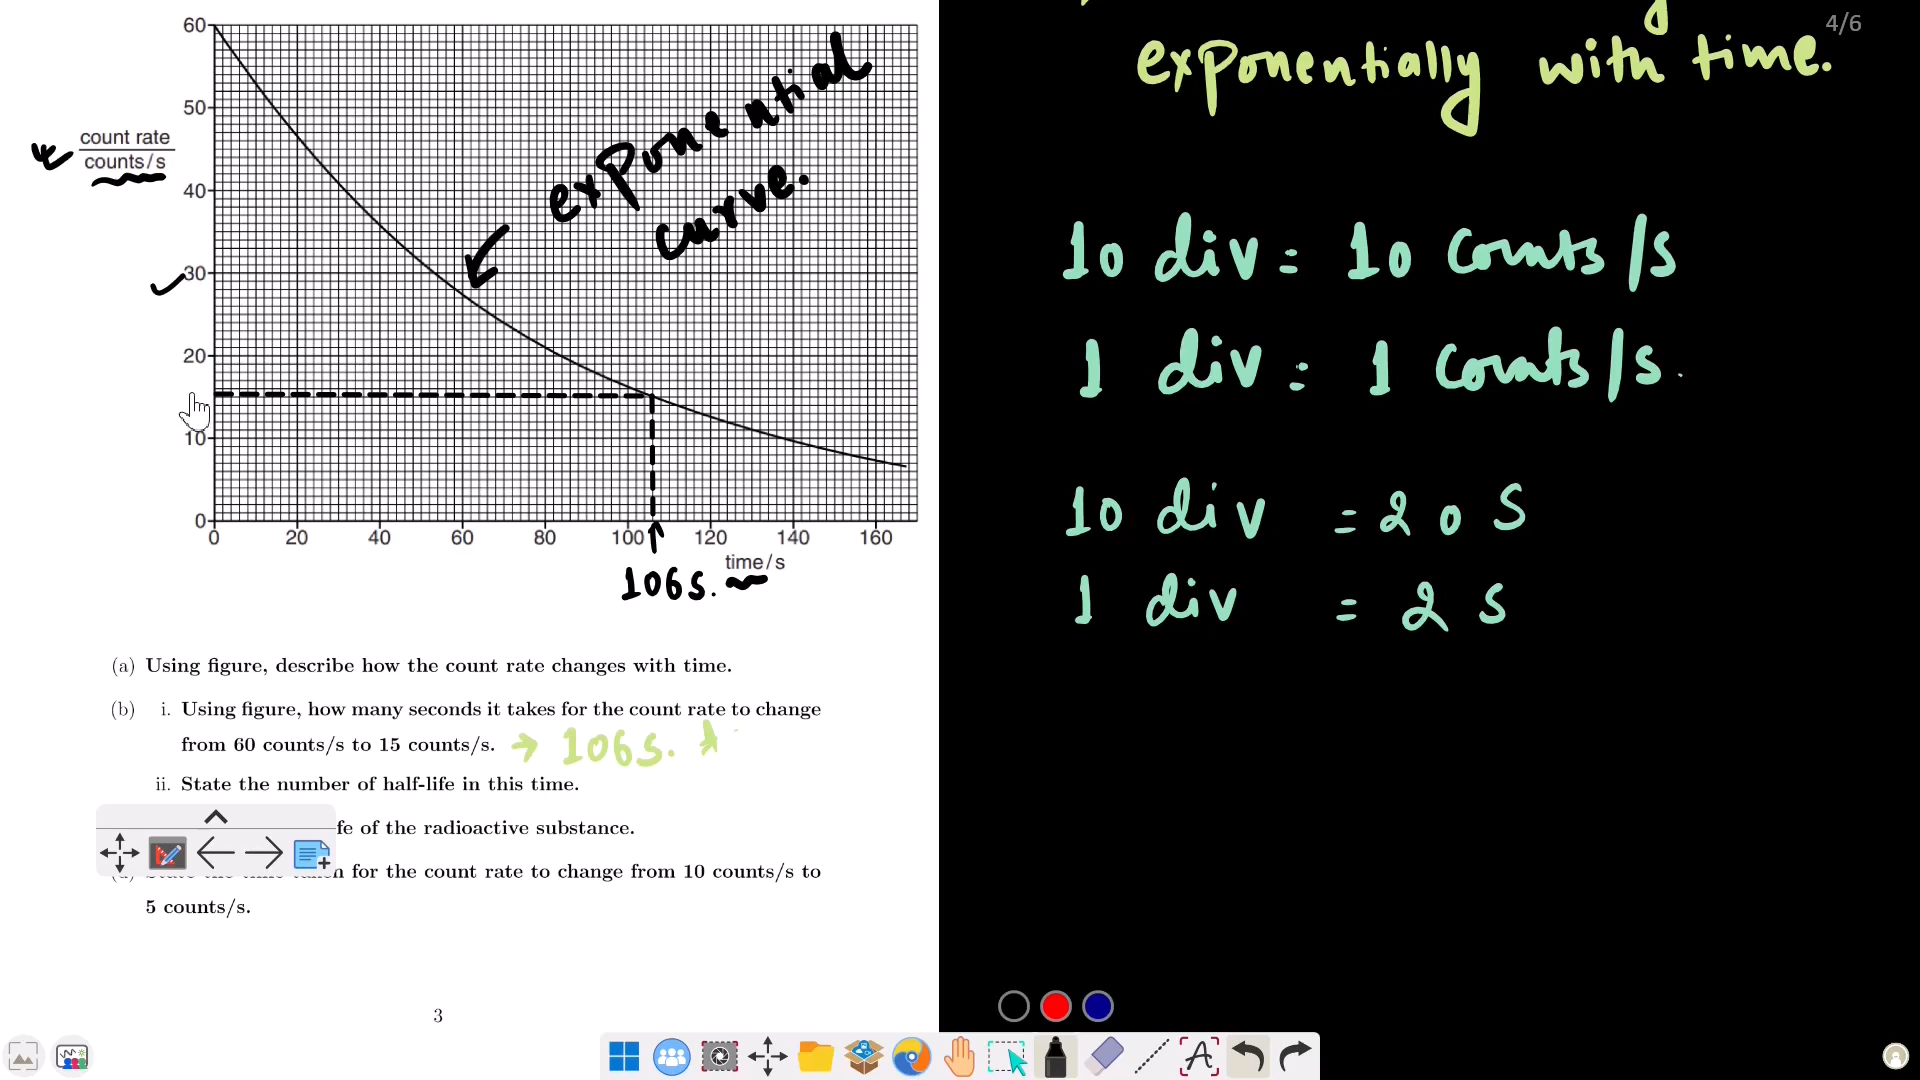 4/6
exponentially with time.
60
50
count rate
counts/s
40
30
20
10
0
exponential
curve.
0 20 40 60 80 100 120 140 160
time/s
106s.
10 div = 10 counts/s
1 div = 1 counts/s.
10 div = 20 s
1 div = 2 s
(a) Using figure, describe how the count rate changes with time.
(b) i. Using figure, how many seconds it takes for the count rate to change
from 60 counts/s to 15 counts/s. → 106s.
ii. State the number of half-life in this time.
fe of the radioactive substance.
for the count rate to change from 10 counts/s to
5 counts/s.
3